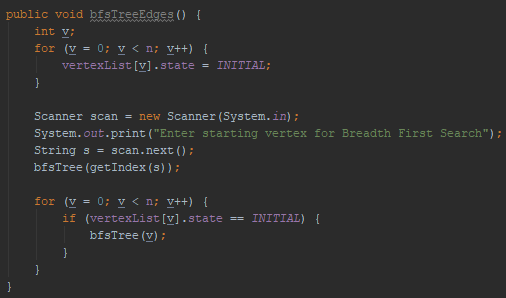 public void bfsTreeEdges() {
    int v;
    for (v = 0; v < n; v++) {
        vertexList[v].state = INITIAL;
    }

    Scanner scan = new Scanner(System.in);
    System.out.print("Enter starting vertex for Breadth First Search");
    String s = scan.next();
    bfsTree(getIndex(s));

    for (v = 0; v < n; v++) {
        if (vertexList[v].state == INITIAL) {
            bfsTree(v);
        }
    }
}